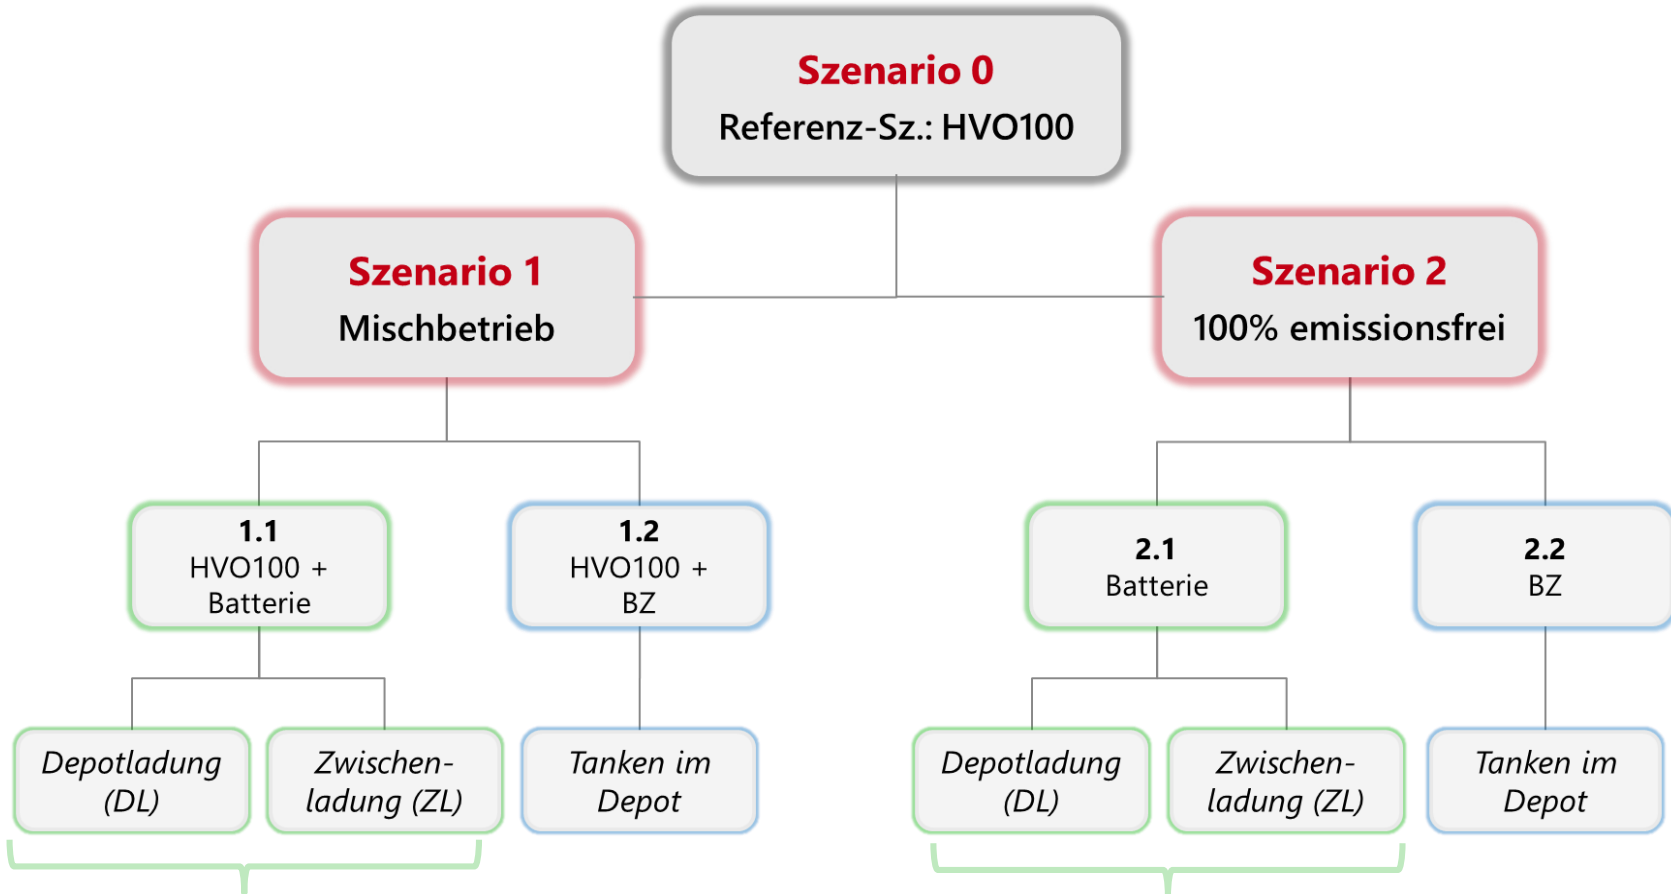 Szenario 0
Referenz-Sz.: HVO100
Szenario 1
Mischbetrieb
Szenario 2
100% emissionsfrei
1.1
HVO100 +
Batterie
1.2
HVO100 +
BZ
2.1
Batterie
2.2
BZ
Depotladung
(DL)
Zwischen-
ladung (ZL)
Tanken im
Depot
Depotladung
(DL)
Zwischen-
ladung (ZL)
Tanken im
Depot